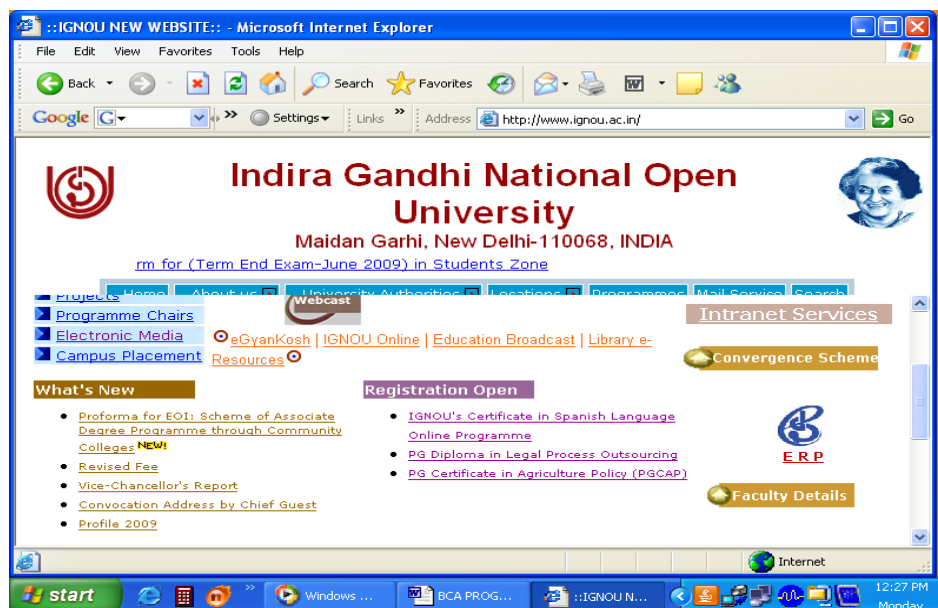 ::IGNOU NEW WEBSITE:: - Microsoft Internet Explorer
File Edit View Favorites Tools Help
Back Search Favorites
Google G Settings Links Address http://www.ignou.ac.in/ Go
Indira Gandhi National Open
University
Maidan Garhi, New Delhi-110068, INDIA
rm for (Term End Exam-June 2009) in Students Zone
Home About us University Authorities Locations Programmes Mail Service Search
Projects
Webcast
Programme Chairs
Intranet Services
Electronic Media
eGyanKosh | IGNOU Online | Education Broadcast | Library e-
Campus Placement
Resources
Convergence Scheme
What's New
Registration Open
Proforma for EOI: Scheme of Associate
Degree Programme through Community
Colleges NEW!
Revised Fee
Vice-Chancellor's Report
Convocation Address by Chief Guest
Profile 2009
IGNOU's Certificate in Spanish Language
Online Programme
PG Diploma in Legal Process Outsourcing
PG Certificate in Agriculture Policy (PGCAP)
ERP
Faculty Details
Internet
start Windows ... BCA PROG... ::IGNOU N... 12:27 PM
Monday